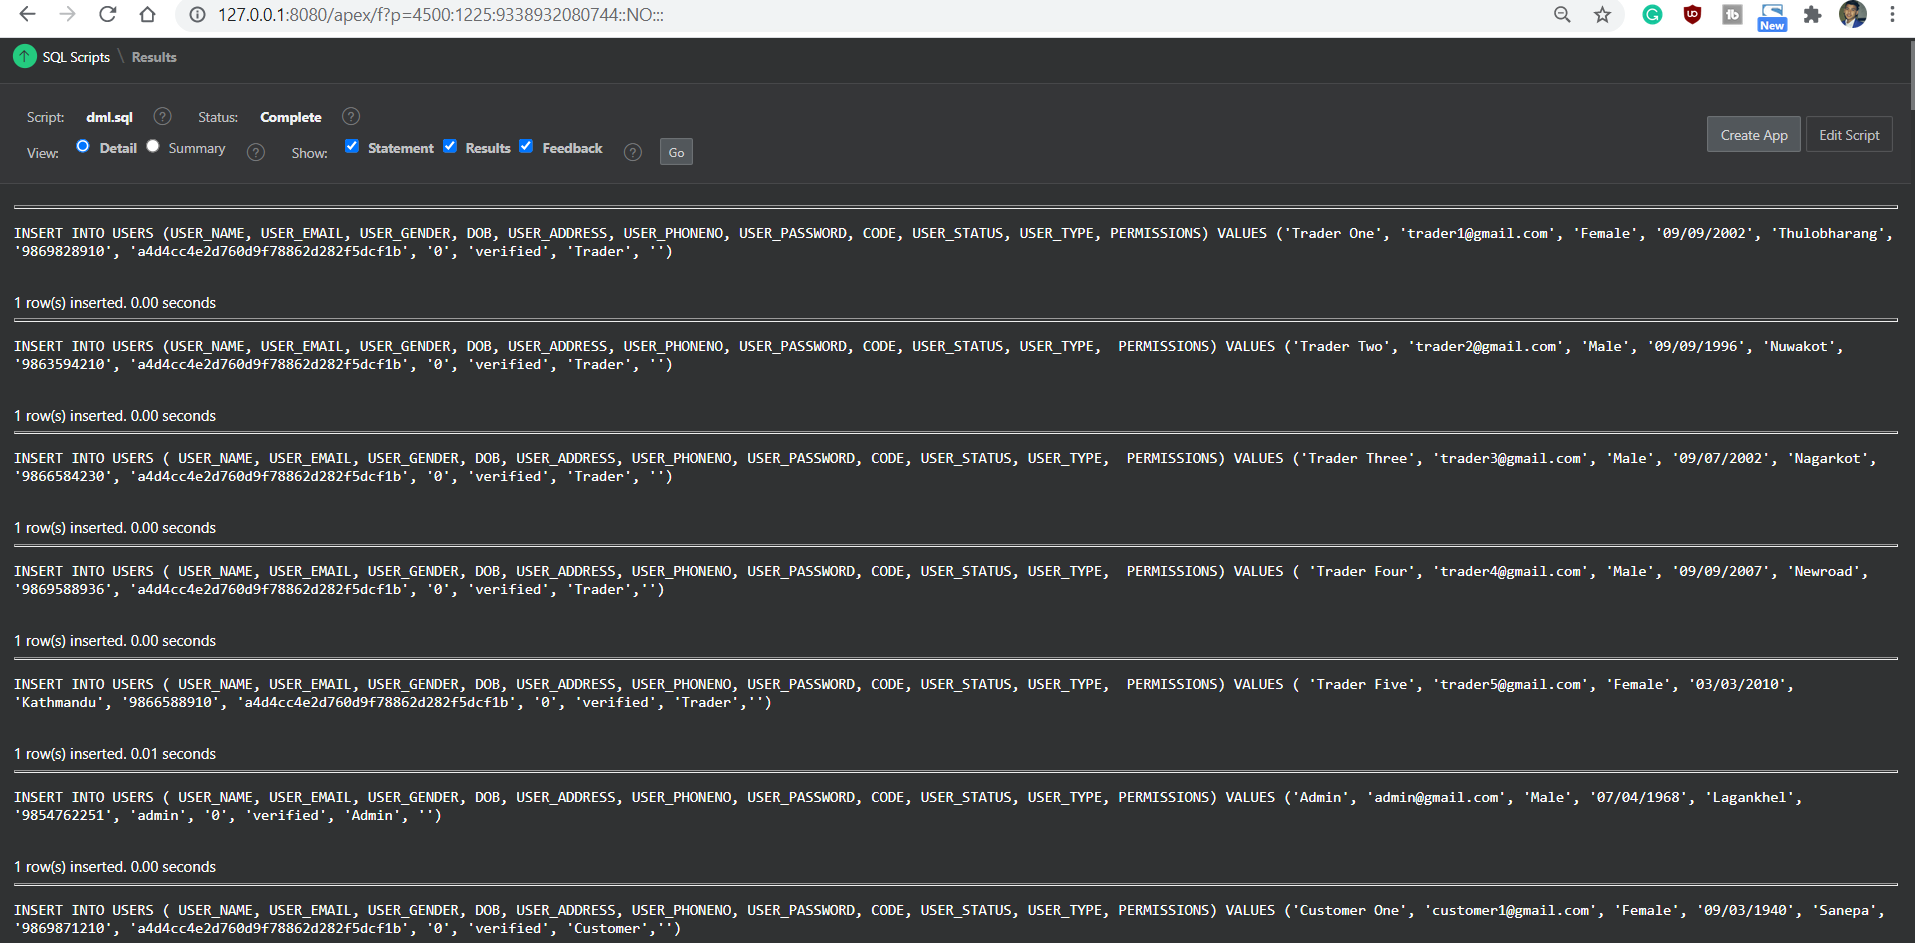 127.0.0.1:8080/apex/f?p=4500:1225:9338932080744::NO:::
New
SQL Scripts \ Results
Script: dml.sql ? Status: Complete ?
View: Detail Summary ? Show: Statement Results Feedback ? Go
Create App Edit Script
INSERT INTO USERS (USER_NAME, USER_EMAIL, USER_GENDER, DOB, USER_ADDRESS, USER_PHONENO, USER_PASSWORD, CODE, USER_STATUS, USER_TYPE, PERMISSIONS) VALUES ('Trader One', 'trader1@gmail.com', 'Female', '09/09/2002', 'Thulobharang',
'9869828910', 'a4d4cc4e2d760d9f78862d282f5dcf1b', '0', 'verified', 'Trader', '')
1 row(s) inserted. 0.00 seconds
INSERT INTO USERS (USER_NAME, USER_EMAIL, USER_GENDER, DOB, USER_ADDRESS, USER_PHONENO, USER_PASSWORD, CODE, USER_STATUS, USER_TYPE,  PERMISSIONS) VALUES ('Trader Two', 'trader2@gmail.com', 'Male', '09/09/1996', 'Nuwakot',
'9863594210', 'a4d4cc4e2d760d9f78862d282f5dcf1b', '0', 'verified', 'Trader', '')
1 row(s) inserted. 0.00 seconds
INSERT INTO USERS ( USER_NAME, USER_EMAIL, USER_GENDER, DOB, USER_ADDRESS, USER_PHONENO, USER_PASSWORD, CODE, USER_STATUS, USER_TYPE,  PERMISSIONS) VALUES ('Trader Three', 'trader3@gmail.com', 'Male', '09/07/2002', 'Nagarkot',
'9866584230', 'a4d4cc4e2d760d9f78862d282f5dcf1b', '0', 'verified', 'Trader', '')
1 row(s) inserted. 0.00 seconds
INSERT INTO USERS ( USER_NAME, USER_EMAIL, USER_GENDER, DOB, USER_ADDRESS, USER_PHONENO, USER_PASSWORD, CODE, USER_STATUS, USER_TYPE,  PERMISSIONS) VALUES ( 'Trader Four', 'trader4@gmail.com', 'Male', '09/09/2007', 'Newroad',
'9869588936', 'a4d4cc4e2d760d9f78862d282f5dcf1b', '0', 'verified', 'Trader','')
1 row(s) inserted. 0.00 seconds
INSERT INTO USERS ( USER_NAME, USER_EMAIL, USER_GENDER, DOB, USER_ADDRESS, USER_PHONENO, USER_PASSWORD, CODE, USER_STATUS, USER_TYPE,  PERMISSIONS) VALUES ( 'Trader Five', 'trader5@gmail.com', 'Female', '03/03/2010',
'Kathmandu', '9866588910', 'a4d4cc4e2d760d9f78862d282f5dcf1b', '0', 'verified', 'Trader','')
1 row(s) inserted. 0.01 seconds
INSERT INTO USERS ( USER_NAME, USER_EMAIL, USER_GENDER, DOB, USER_ADDRESS, USER_PHONENO, USER_PASSWORD, CODE, USER_STATUS, USER_TYPE, PERMISSIONS) VALUES ('Admin', 'admin@gmail.com', 'Male', '07/04/1968', 'Lagankhel',
'9854762251', 'admin', '0', 'verified', 'Admin', '')
1 row(s) inserted. 0.00 seconds
INSERT INTO USERS ( USER_NAME, USER_EMAIL, USER_GENDER, DOB, USER_ADDRESS, USER_PHONENO, USER_PASSWORD, CODE, USER_STATUS, USER_TYPE, PERMISSIONS) VALUES ('Customer One', 'customer1@gmail.com', 'Female', '09/03/1940', 'Sanepa',
'9869871210', 'a4d4cc4e2d760d9f78862d282f5dcf1b', '0', 'verified', 'Customer','')